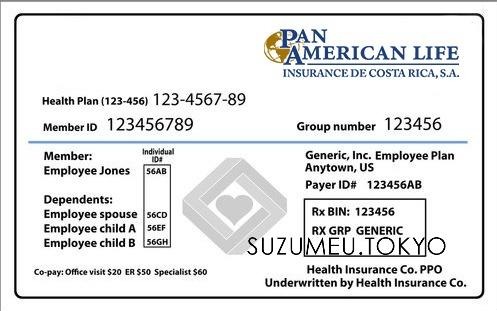 PAN
AMERICAN LIFE
INSURANCE DE COSTA RICA, S.A.
Health Plan (123-456) 123-4567-89
Member ID 123456789 Group number 123456
Member: Individual ID#
Employee Jones 56AB
Dependents:
Employee spouse 56CD
Employee child A 56EF
Employee child B 56GH
Generic, Inc. Employee Plan
Anytown, US
Payer ID# 123456AB
Rx BIN: 123456
RX GRP GENERIC
SUZUMEU.TOKYO
Co-pay: Office visit $20 ER $50 Specialist $60
Health Insurance Co. PPO
Underwritten by Health Insurance Co.